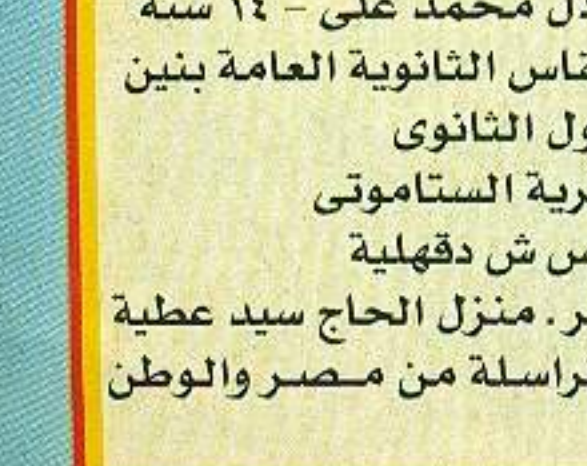 محمد على – ١٤ سنة
الثانوية العامة بنين
الثانوى
الستاموتى
ش دقهلية
. منزل الحاج سيد عطية
من مصر والوطن